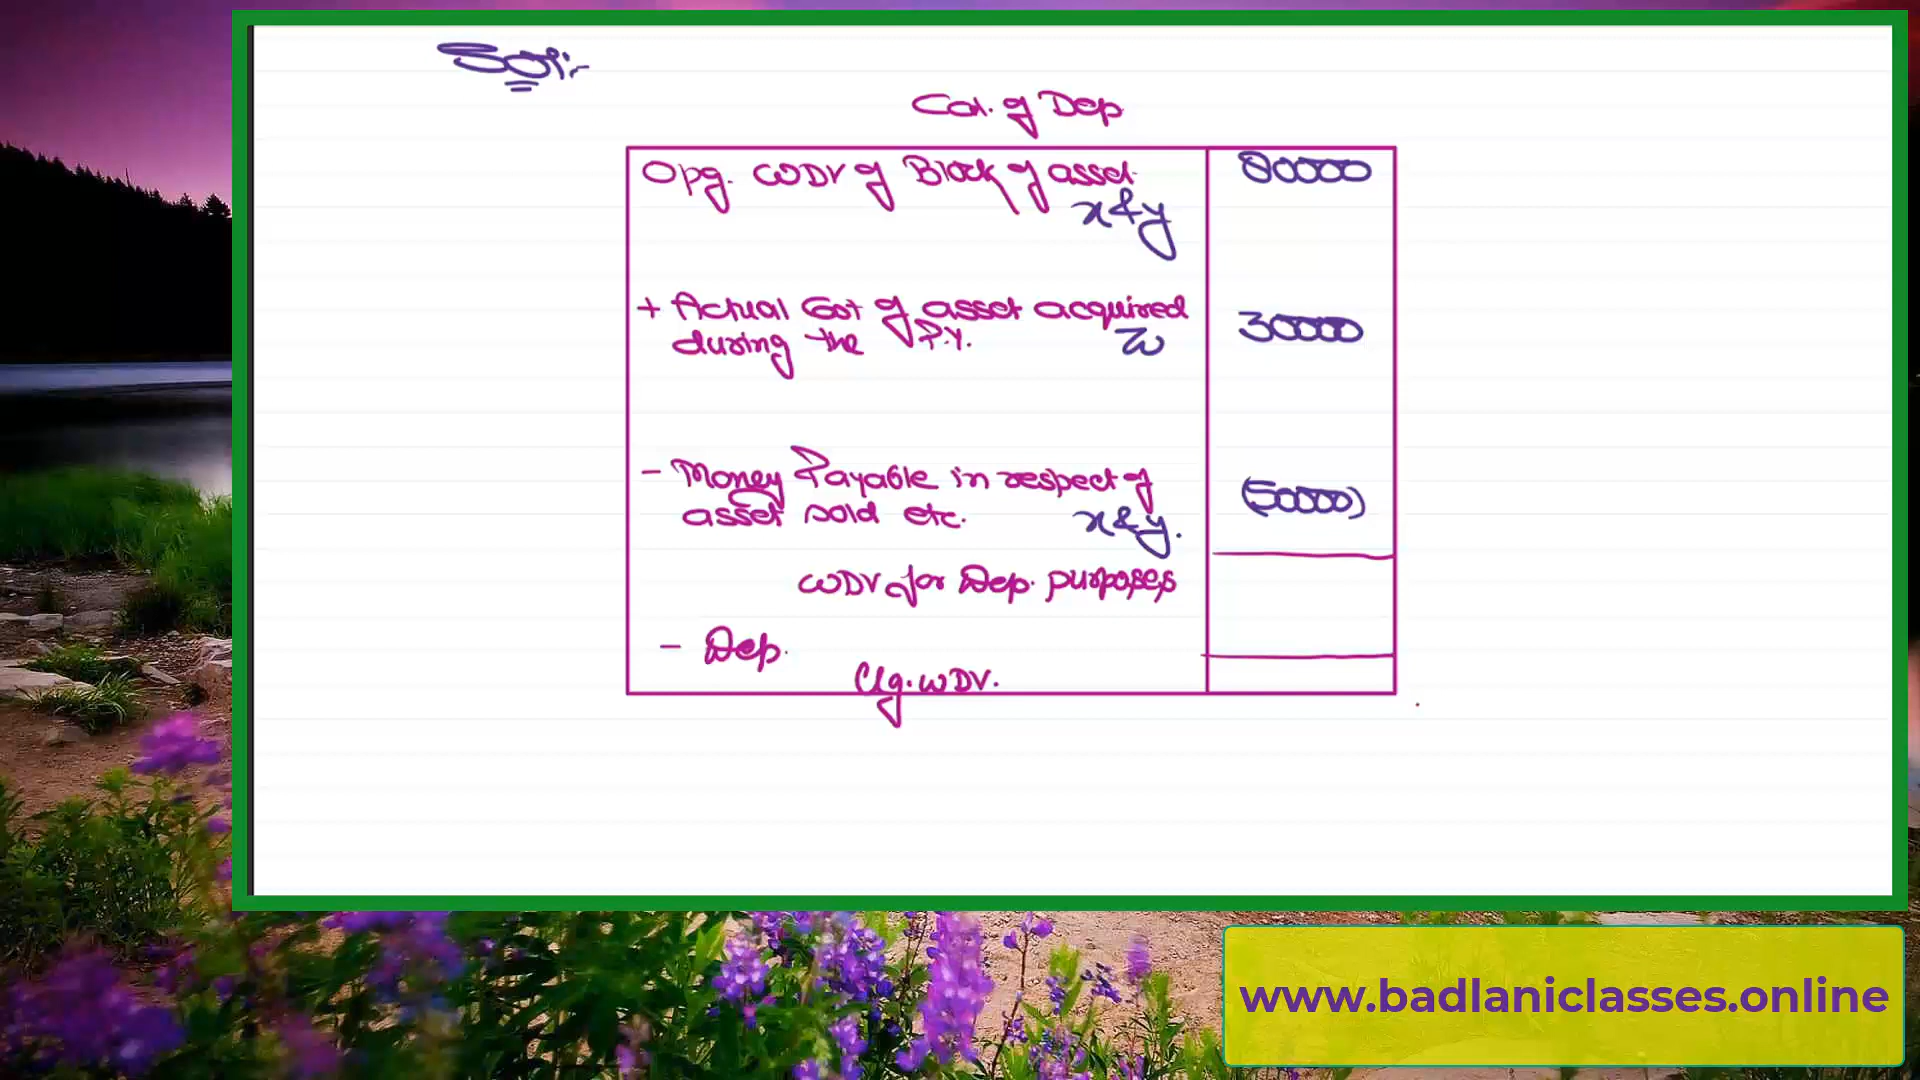 Sol:-
Cal. of Dep
Opg. WDV of Block of asset 80000
x & y
+ Actual Cost of asset acquired
during the P.Y. 30000
- Money Payable in respect of
asset sold etc. x & y. (50000)
WDV for Dep. purposes
- Dep.
Clg. WDV.
www.badlaniclasses.online